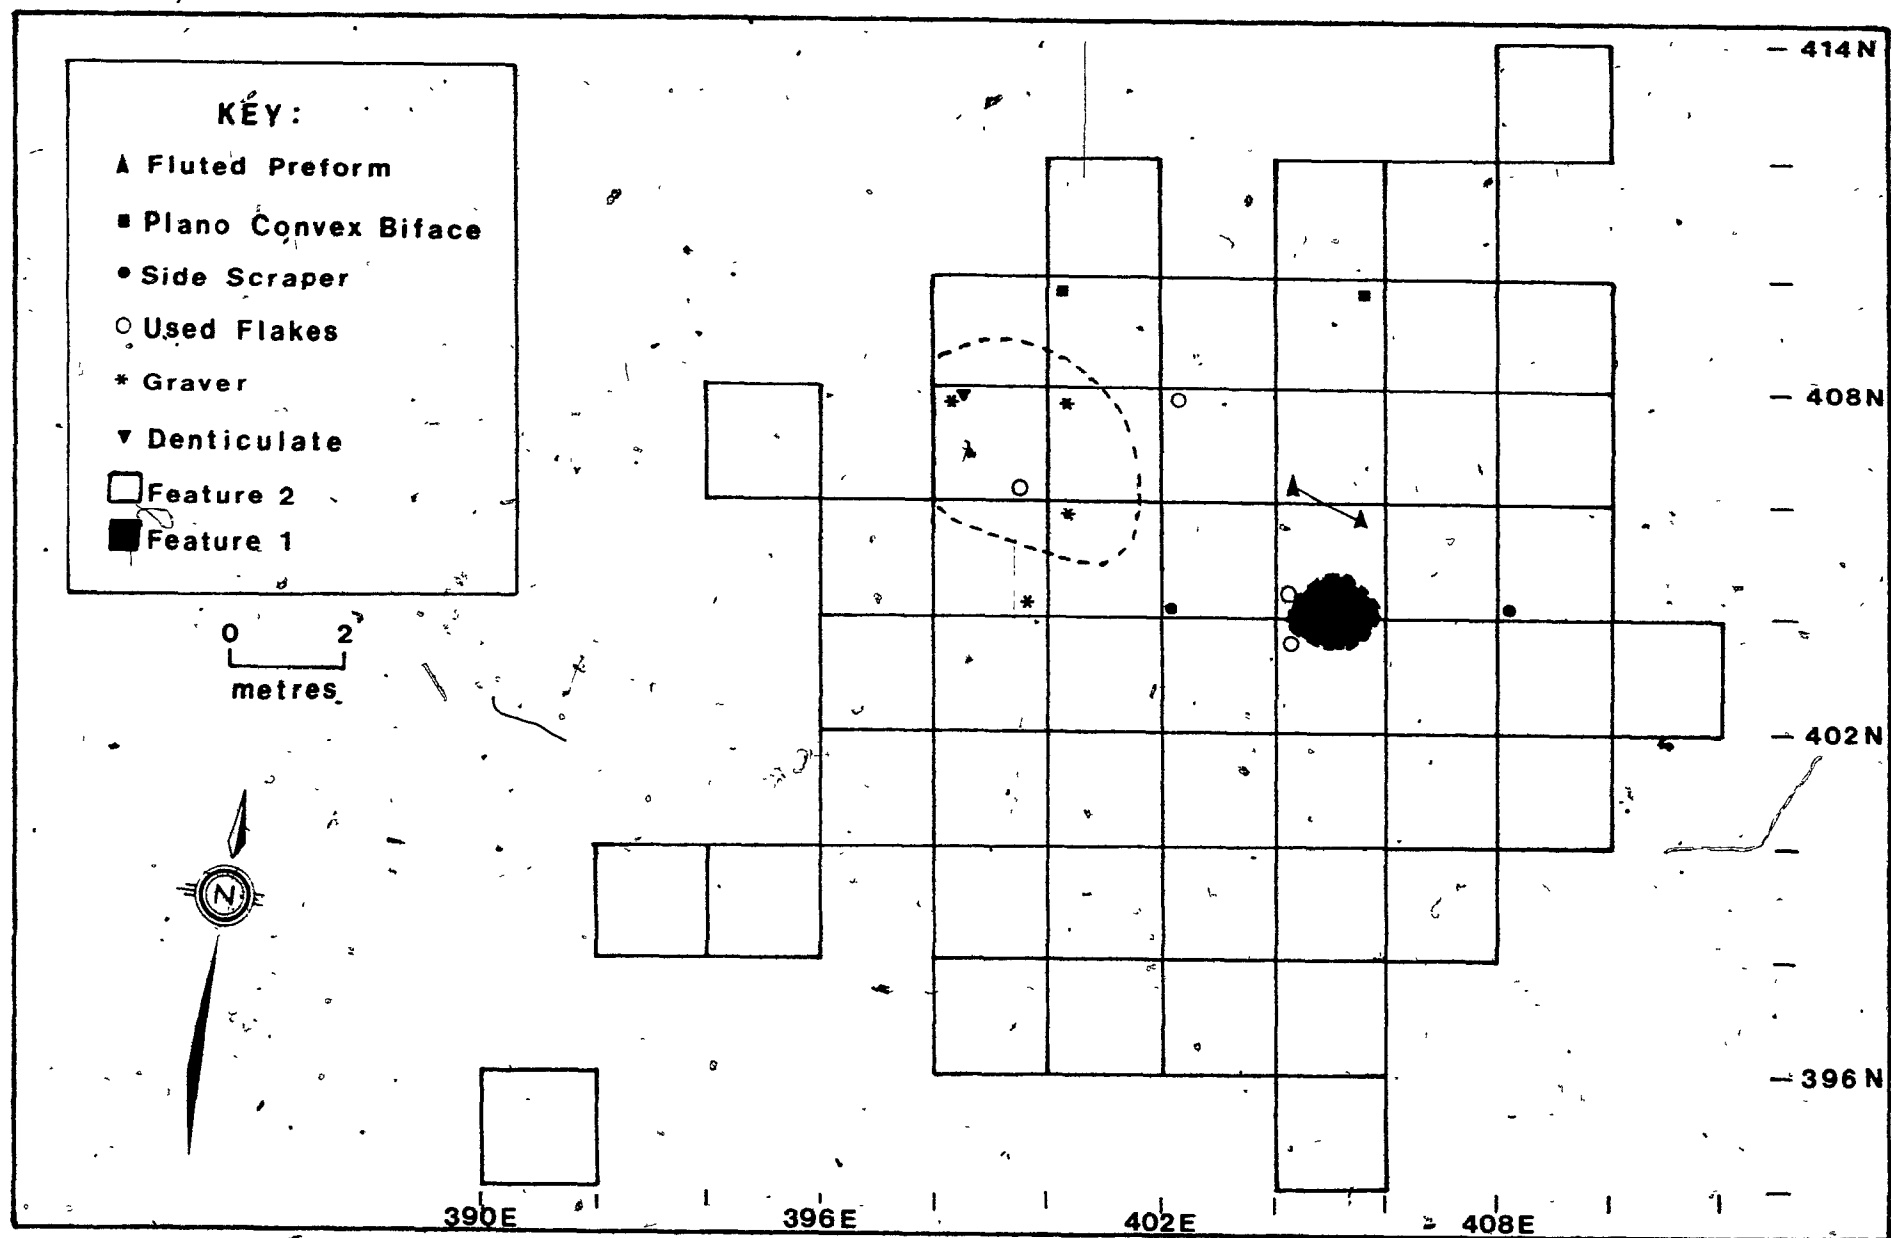 KEY:
Fluted Preform
Plano Convex Biface
Side Scraper
Used Flakes
Graver
Denticulate
Feature 2
Feature 1
0 2
metres
N
414N
408N
402N
396N
390E 396E 402E 408E